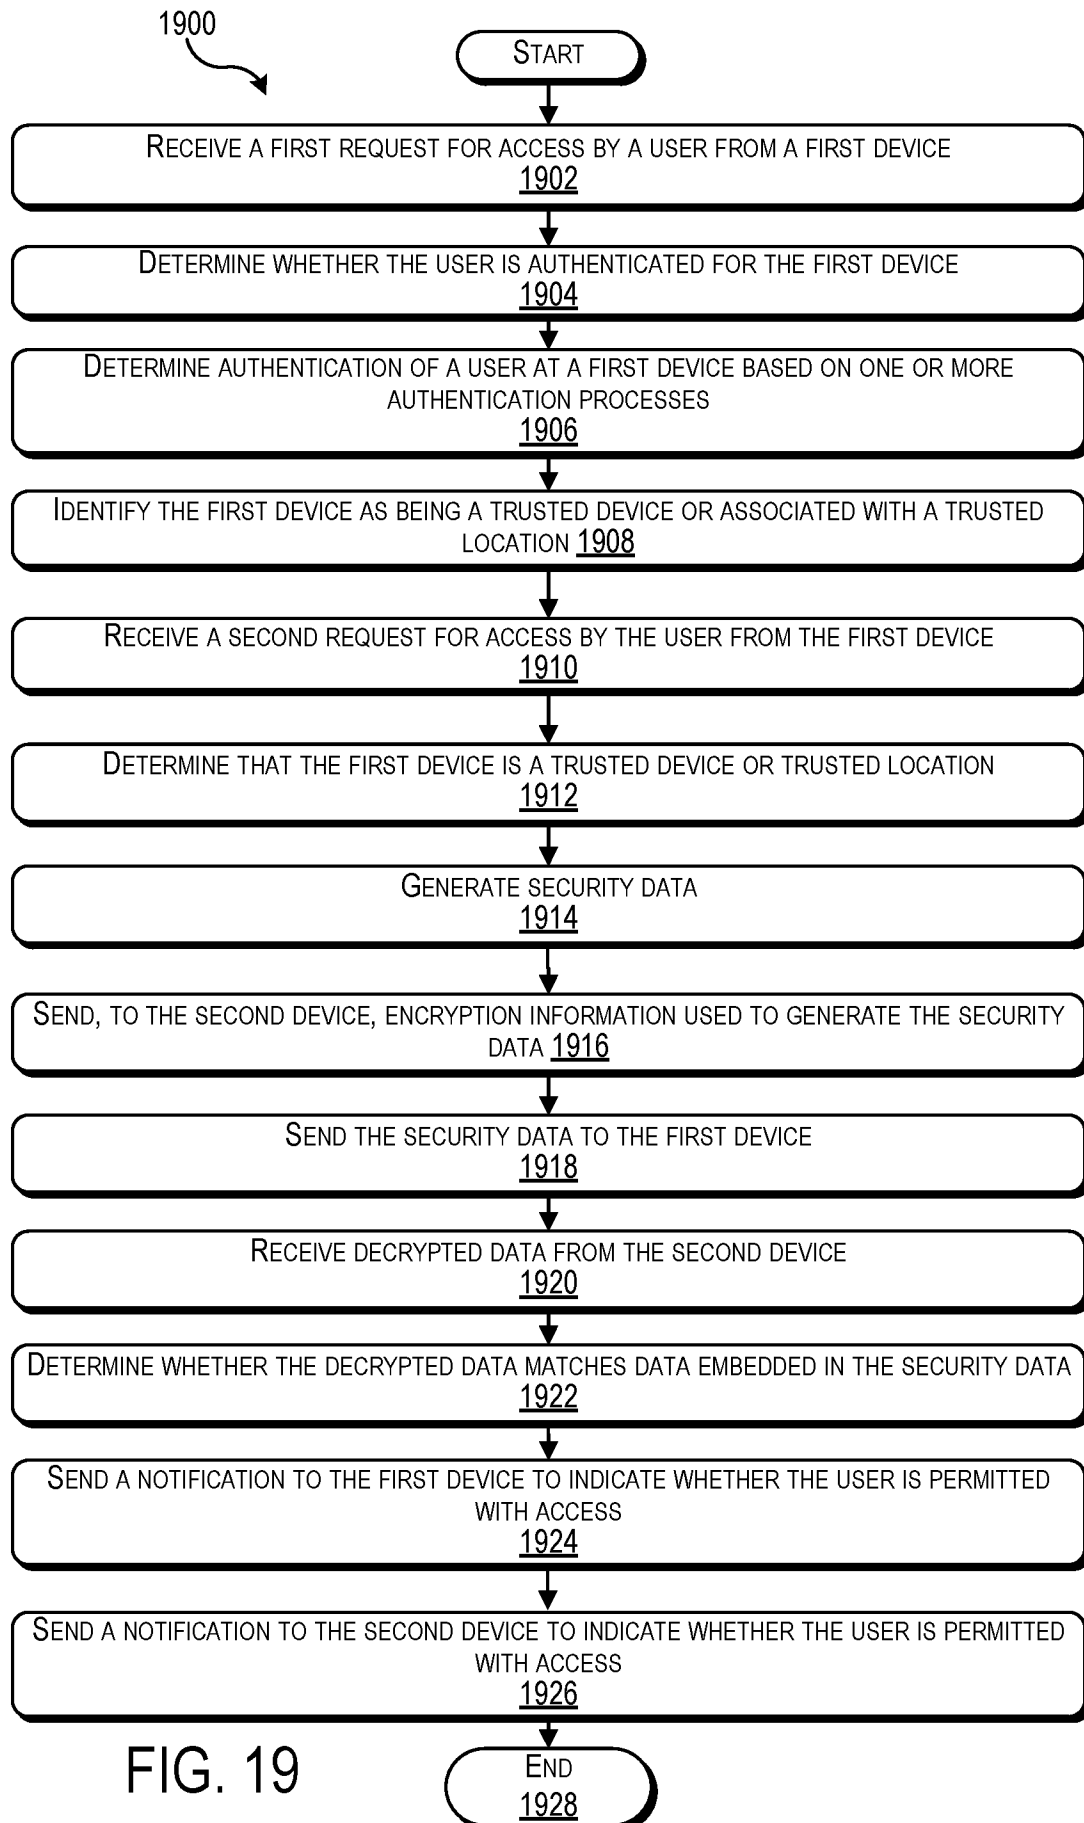 1900
START
RECEIVE A FIRST REQUEST FOR ACCESS BY A USER FROM A FIRST DEVICE
1902
DETERMINE WHETHER THE USER IS AUTHENTICATED FOR THE FIRST DEVICE
1904
DETERMINE AUTHENTICATION OF A USER AT A FIRST DEVICE BASED ON ONE OR MORE
AUTHENTICATION PROCESSES
1906
IDENTIFY THE FIRST DEVICE AS BEING A TRUSTED DEVICE OR ASSOCIATED WITH A TRUSTED
LOCATION 1908
RECEIVE A SECOND REQUEST FOR ACCESS BY THE USER FROM THE FIRST DEVICE
1910
DETERMINE THAT THE FIRST DEVICE IS A TRUSTED DEVICE OR TRUSTED LOCATION
1912
GENERATE SECURITY DATA
1914
SEND, TO THE SECOND DEVICE, ENCRYPTION INFORMATION USED TO GENERATE THE SECURITY
DATA 1916
SEND THE SECURITY DATA TO THE FIRST DEVICE
1918
RECEIVE DECRYPTED DATA FROM THE SECOND DEVICE
1920
DETERMINE WHETHER THE DECRYPTED DATA MATCHES DATA EMBEDDED IN THE SECURITY DATA
1922
SEND A NOTIFICATION TO THE FIRST DEVICE TO INDICATE WHETHER THE USER IS PERMITTED
WITH ACCESS
1924
SEND A NOTIFICATION TO THE SECOND DEVICE TO INDICATE WHETHER THE USER IS PERMITTED
WITH ACCESS
1926
FIG. 19
END
1928